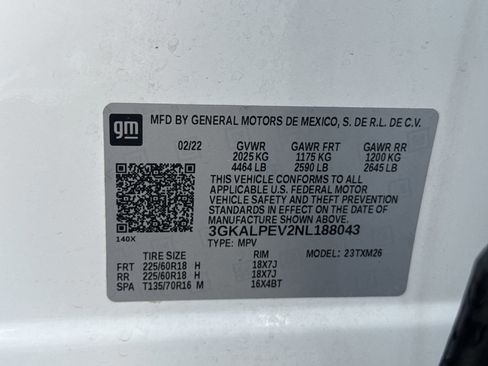 gm
MFD BY GENERAL MOTORS DE MEXICO, S. DE R.L. DE C.V.
02/22 GVWR GAWR FRT GAWR RR
2025 KG 1175 KG 1200 KG
4464 LB 2590 LB 2645 LB
THIS VEHICLE CONFORMS TO ALL
APPLICABLE U.S. FEDERAL MOTOR
VEHICLE SAFETY AND THEFT PREVENTION
STANDARDS IN EFFECT ON THE DATE OF
MANUFACTURE SHOWN ABOVE.
3GKALPEV2NL188043
140X TYPE: MPV
TIRE SIZE RIM MODEL: 23TXM26
FRT 225/60R18 H 18X7J
RR 225/60R18 H 18X7J
SPA T135/70R16 M 16X4BT